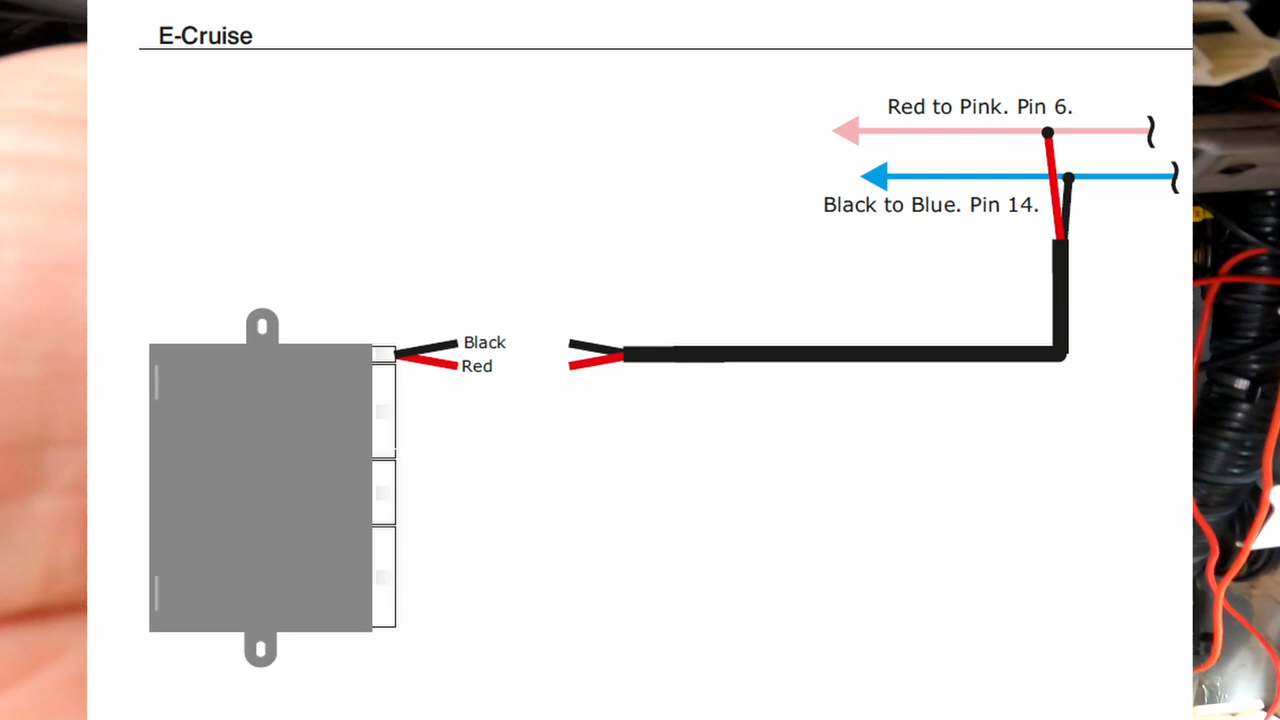 E-Cruise
Red to Pink. Pin 6.
Black to Blue. Pin 14.
Black
Red